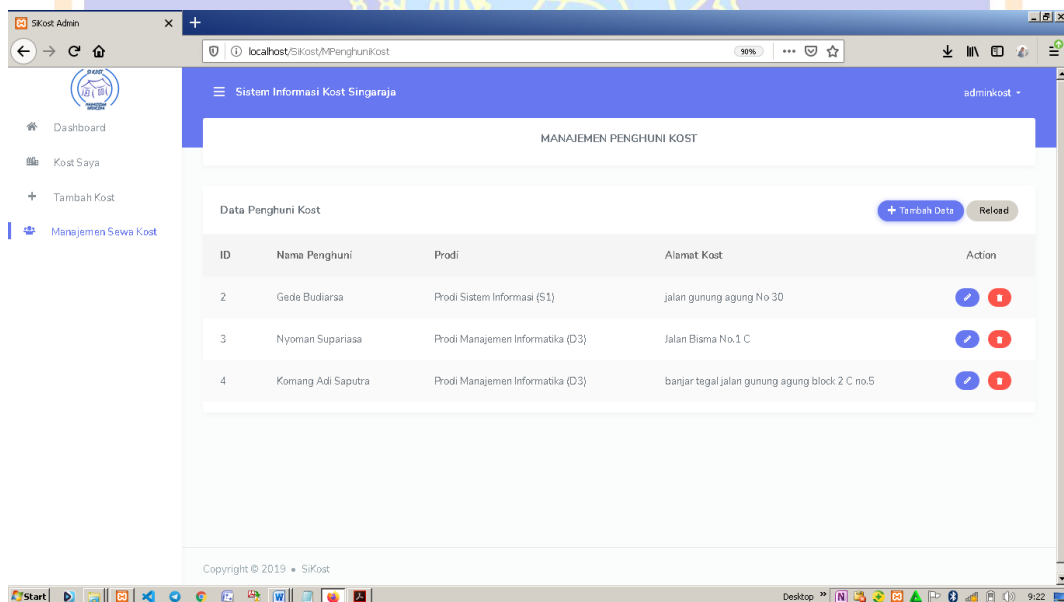 SiKost Admin
localhost/SiKost/MPenghuniKost
90%
SI KOST
Sistem Informasi Kost Singaraja
adminkost
Dashboard
Kost Saya
Tambah Kost
Manajemen Sewa Kost
MANAJEMEN PENGHUNI KOST
Data Penghuni Kost
+ Tambah Data
Reload
ID Nama Penghuni Prodi Alamat Kost Action
2 Gede Budiarsa Prodi Sistem Informasi (S1) jalan gunung agung No 30
3 Nyoman Supariasa Prodi Manajemen Informatika (D3) Jalan Bisma No.1 C
4 Komang Adi Saputra Prodi Manajemen Informatika (D3) banjar tegal jalan gunung agung block 2 C no.5
Copyright © 2019 • SiKost
Start
Desktop »
9:22